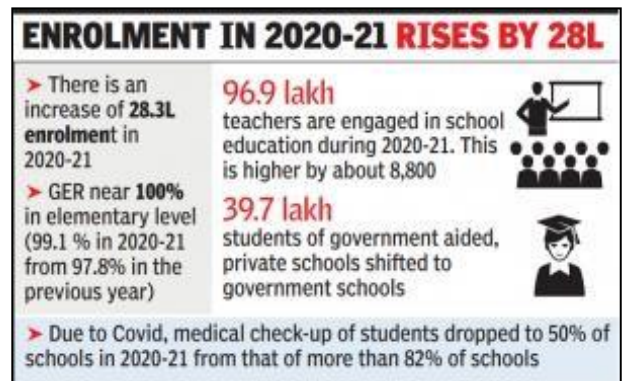 ENROLMENT IN 2020-21 RISES BY 28L
➤ There is an
increase of 28.3L
enrolment in
2020-21
➤ GER near 100%
in elementary level
(99.1 % in 2020-21
from 97.8% in the
previous year)
96.9 lakh
teachers are engaged in school
education during 2020-21. This
is higher by about 8,800
39.7 lakh
students of government aided,
private schools shifted to
government schools
➤ Due to Covid, medical check-up of students dropped to 50% of
schools in 2020-21 from that of more than 82% of schools